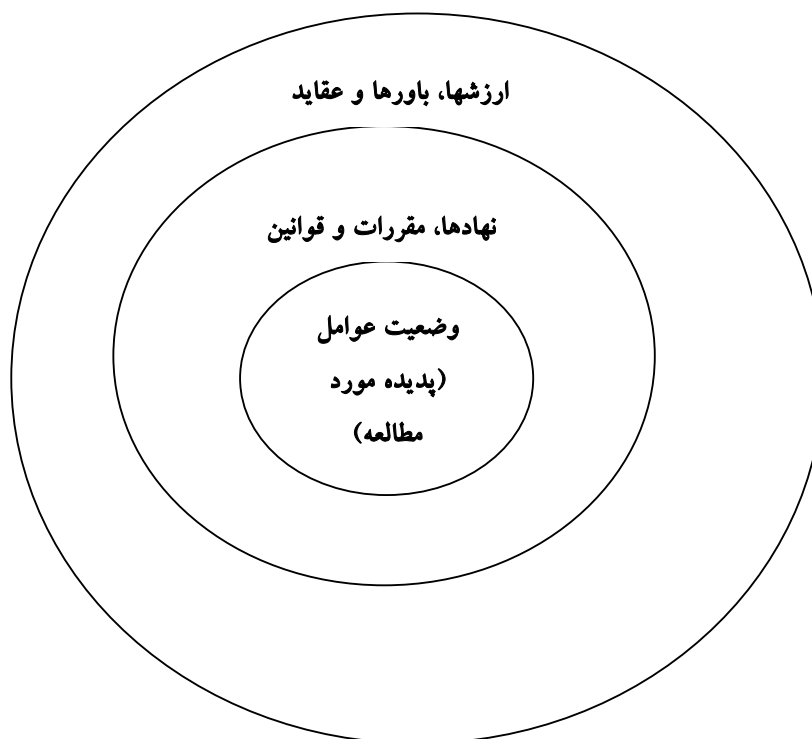 ارزشها، باورها و عقاید
نهادها، مقررات و قوانین
وضعیت عوامل
(پدیده مورد
مطالعه)